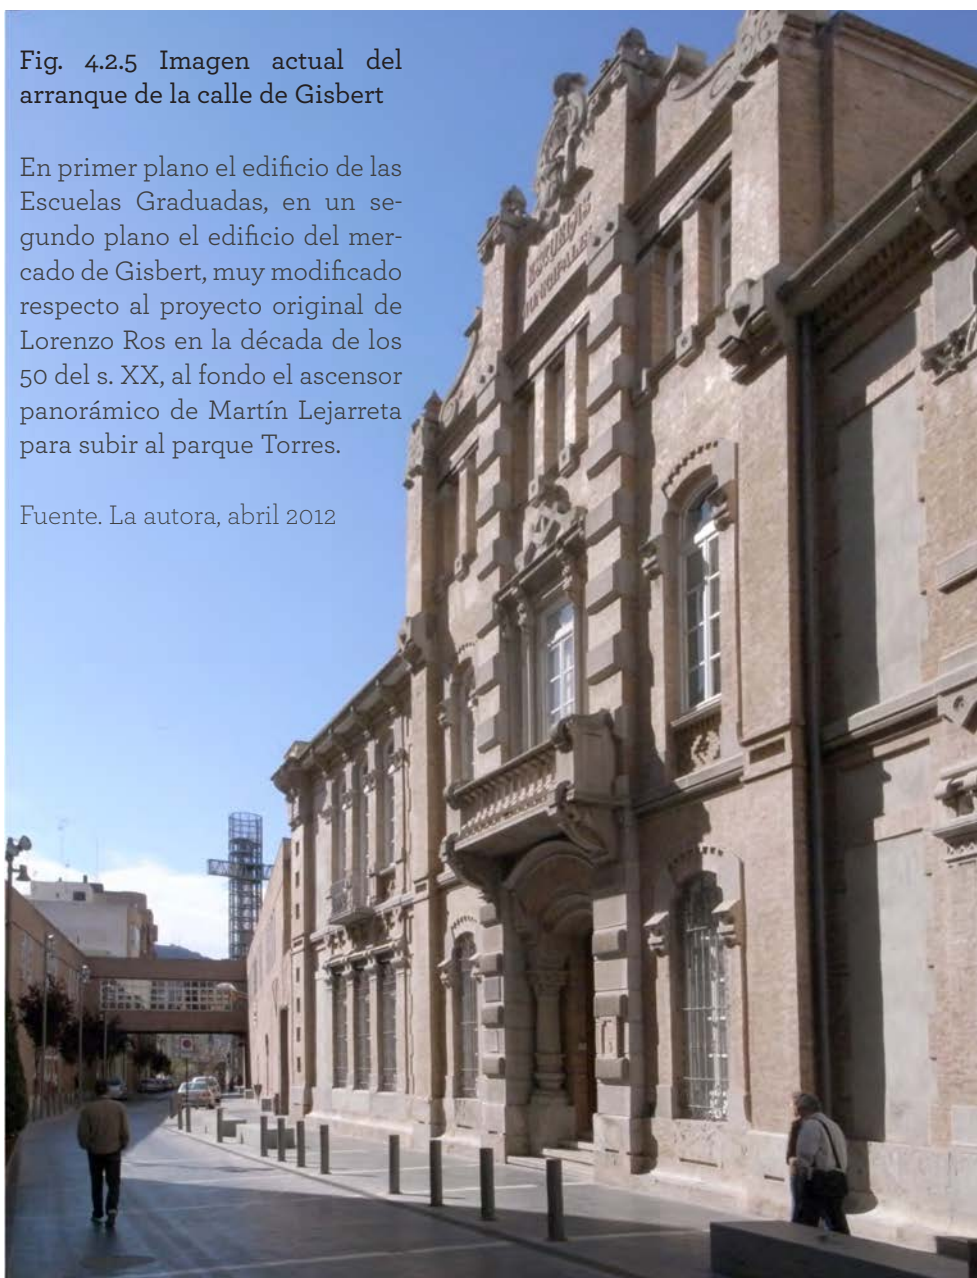 Fig. 4.2.5 Imagen actual del
arranque de la calle de Gisbert
En primer plano el edificio de las
Escuelas Graduadas, en un se-
gundo plano el edificio del mer-
cado de Gisbert, muy modificado
respecto al proyecto original de
Lorenzo Ros en la década de los
50 del s. XX, al fondo el ascensor
panorámico de Martín Lejarreta
para subir al parque Torres.
Fuente. La autora, abril 2012
ESCUELAS
MUNICIPALES